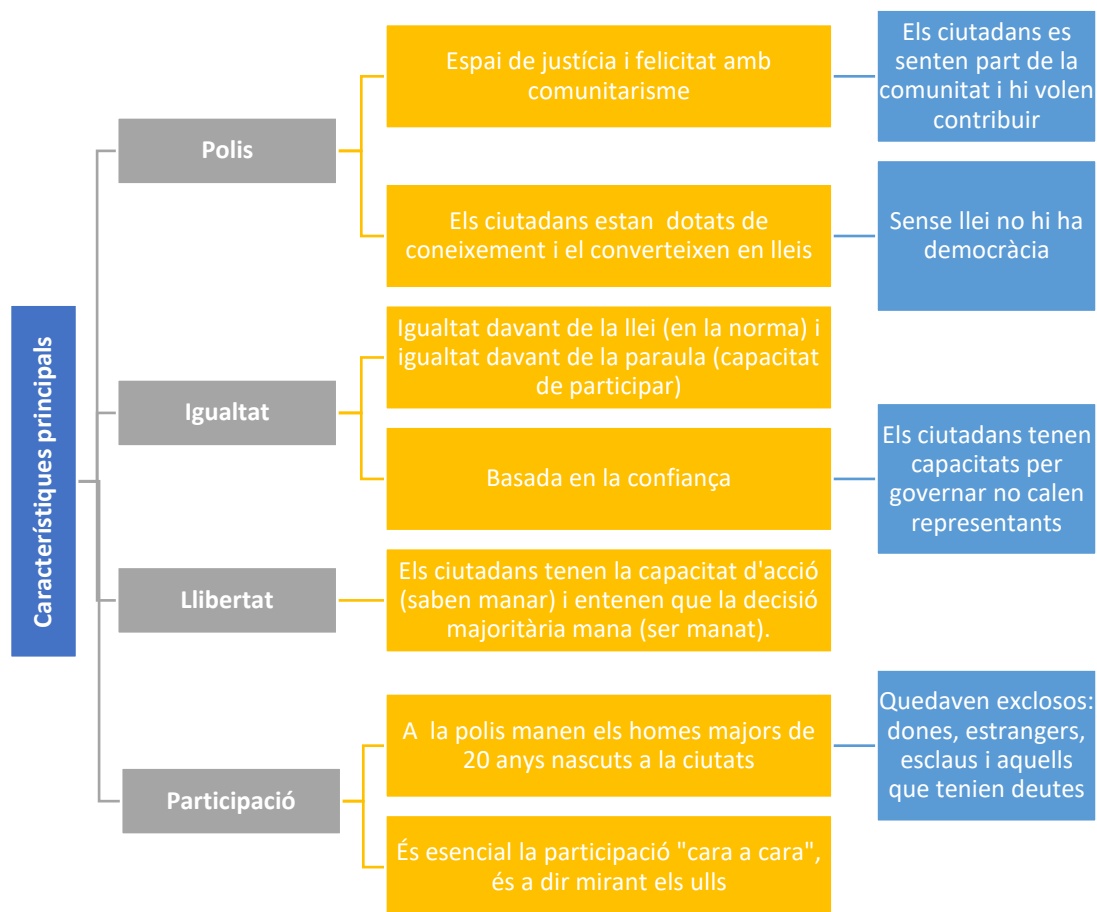 Característiques principals
Polis
Espai de justícia i felicitat amb
comunitarisme
Els ciutadans es
senten part de la
comunitat i hi volen
contribuir
Els ciutadans estan  dotats de
coneixement i el converteixen en lleis
Sense llei no hi ha
democràcia
Igualtat
Igualtat davant de la llei (en la norma) i
igualtat davant de la paraula (capacitat
de participar)
Basada en la confiança
Els ciutadans tenen
capacitats per
governar no calen
representants
Llibertat
Els ciutadans tenen la capacitat d'acció
(saben manar) i entenen que la decisió
majoritària mana (ser manat).
Participació
A  la polis manen els homes majors de
20 anys nascuts a la ciutats
Quedaven exclosos:
dones, estrangers,
esclaus i aquells
que tenien deutes
És esencial la participació "cara a cara",
és a dir mirant els ulls